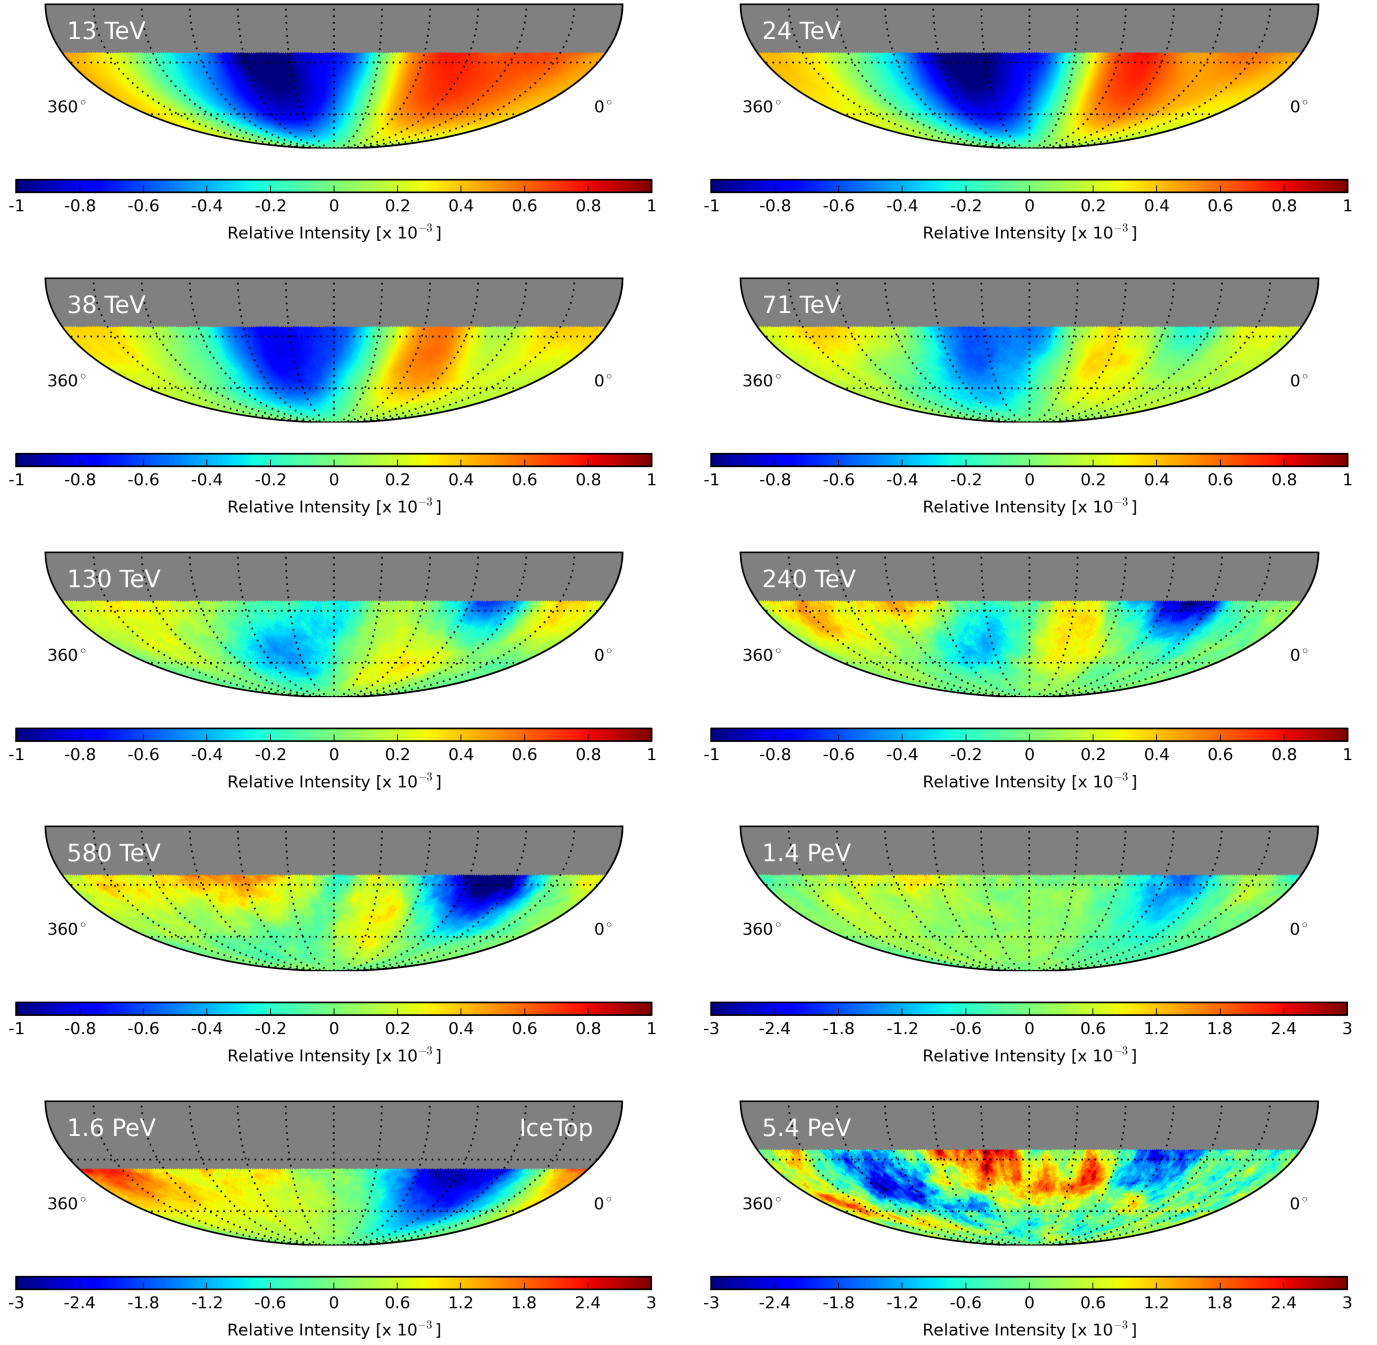 13 TeV
24 TeV
360° 0°
360° 0°
-1 -0.8 -0.6 -0.4 -0.2 0 0.2 0.4 0.6 0.8 1
-1 -0.8 -0.6 -0.4 -0.2 0 0.2 0.4 0.6 0.8 1
Relative Intensity [x 10⁻³]
Relative Intensity [x 10⁻³]
38 TeV
71 TeV
360° 0°
360° 0°
-1 -0.8 -0.6 -0.4 -0.2 0 0.2 0.4 0.6 0.8 1
-1 -0.8 -0.6 -0.4 -0.2 0 0.2 0.4 0.6 0.8 1
Relative Intensity [x 10⁻³]
Relative Intensity [x 10⁻³]
130 TeV
240 TeV
360° 0°
360° 0°
-1 -0.8 -0.6 -0.4 -0.2 0 0.2 0.4 0.6 0.8 1
-1 -0.8 -0.6 -0.4 -0.2 0 0.2 0.4 0.6 0.8 1
Relative Intensity [x 10⁻³]
Relative Intensity [x 10⁻³]
580 TeV
1.4 PeV
360° 0°
360° 0°
-1 -0.8 -0.6 -0.4 -0.2 0 0.2 0.4 0.6 0.8 1
-3 -2.4 -1.8 -1.2 -0.6 0 0.6 1.2 1.8 2.4 3
Relative Intensity [x 10⁻³]
Relative Intensity [x 10⁻³]
1.6 PeV IceTop
5.4 PeV
360° 0°
360° 0°
-3 -2.4 -1.8 -1.2 -0.6 0 0.6 1.2 1.8 2.4 3
-3 -2.4 -1.8 -1.2 -0.6 0 0.6 1.2 1.8 2.4 3
Relative Intensity [x 10⁻³]
Relative Intensity [x 10⁻³]